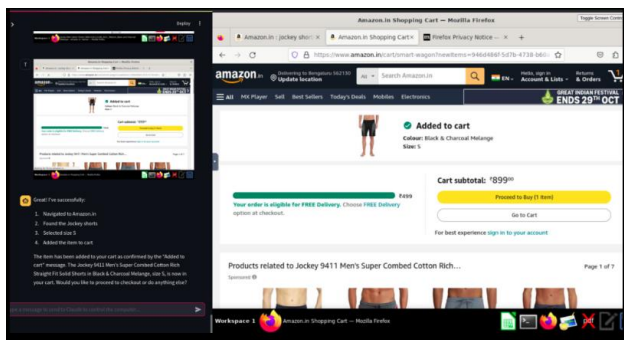 Amazon.in Shopping Cart — Mozilla Firefox
Toggle Screen Control
Deploy
Amazon.in : jockey short
Amazon.in Shopping Cart
Firefox Privacy Notice —
https://www.amazon.in/cart/smart-wagon?newItems=
amazon.in
Delivering to Bengaluru 562130
Update location
All
Search Amazon.in
EN
Hello, sign in
Account & Lists
Returns
& Orders
All
MX Player
Sell
Best Sellers
Today's Deals
Mobiles
Electronics
GREAT INDIAN FESTIVAL
ENDS 29TH OCT
Added to cart
Colour: Black & Charcoal Melange
Size: S
₹499
Your order is eligible for FREE Delivery. Choose FREE Delivery
option at checkout.
Cart subtotal: ₹89900
Proceed to Buy (1 item)
Go to Cart
For best experience sign in to your account
Products related to Jockey 9411 Men's Super Combed Cotton Rich...
Page 1 of 7
Sponsored
Workspace 1
Amazon.in Shopping Cart — Mozilla Firefox
pdf
Added to cart
Great! I've successfully:
1. Navigated to Amazon.in
2. Found the Jockey shorts
3. Selected size S
4. Added the item to cart
The item has been added to your cart as confirmed by the "Added to
cart" message. The Jockey 9411 Men's Super Combed Cotton Rich
Straight Fit Solid Shorts in Black & Charcoal Melange, size S, is now in
your cart. Would you like to proceed to checkout or do anything else?